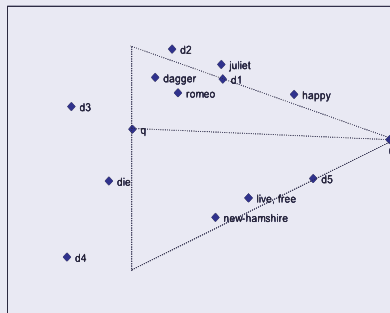 d2
juliet
dagger
d1
romeo
happy
d3
q
die
d5
live, free
new-hamshire
d4